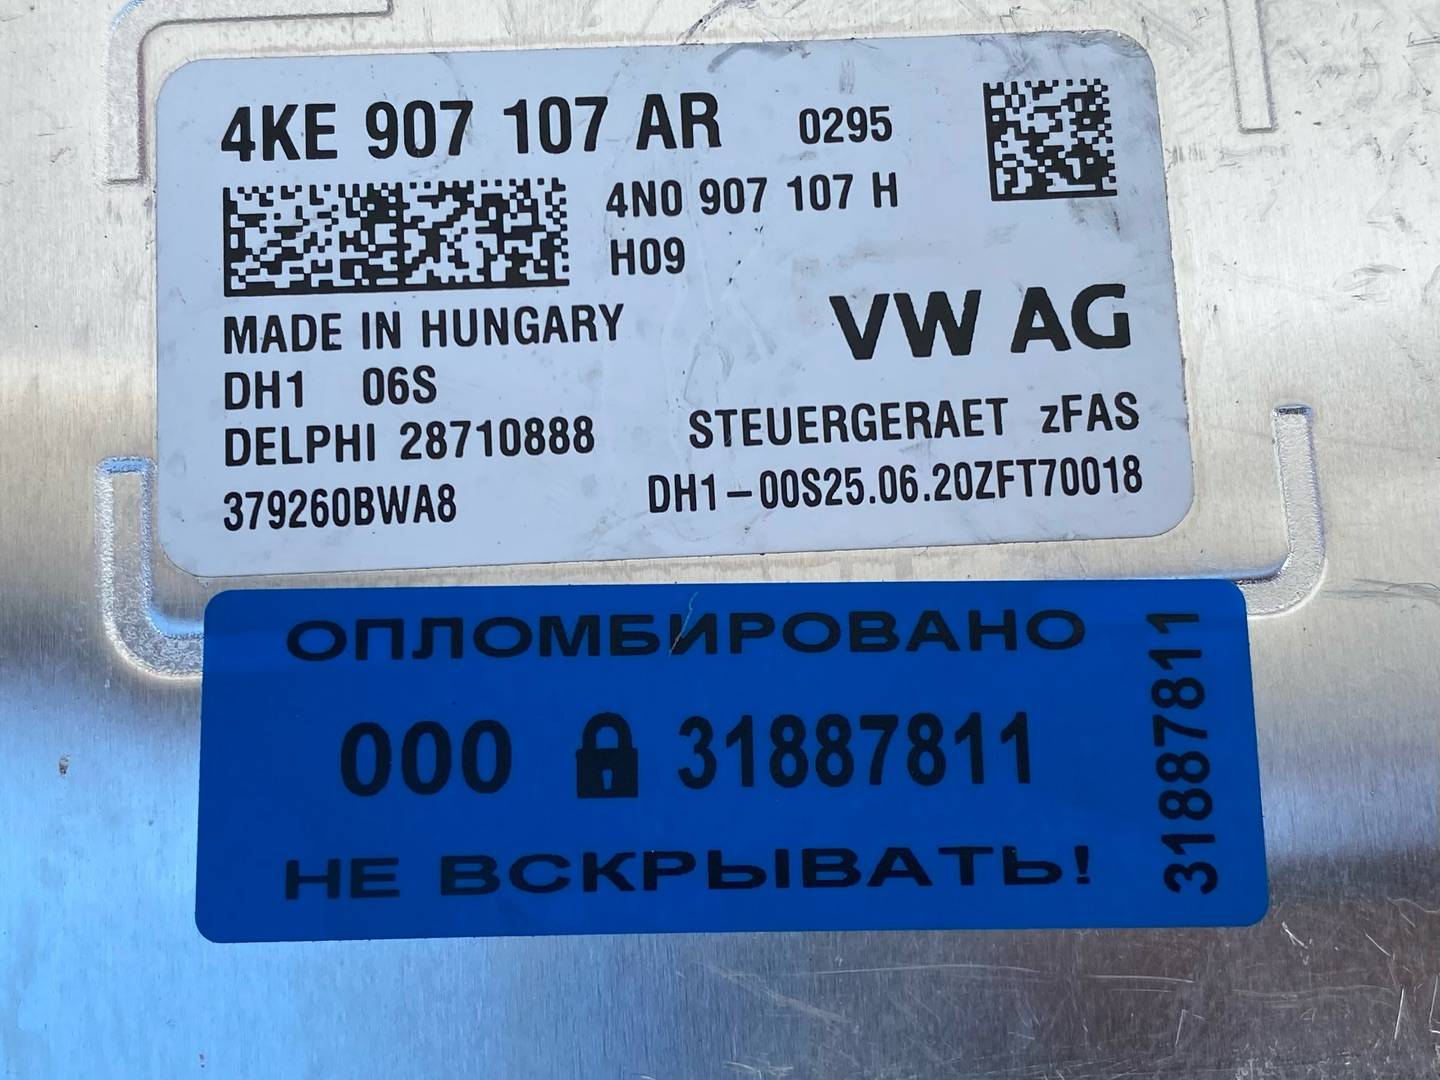 4KE 907 107 AR 0295
4N0 907 107 H
H09
MADE IN HUNGARY
VW AG
DH1 06S
DELPHI 28710888
STEUERGERAET zFAS
379260BWA8
DH1-00S25.06.20ZFT70018
ОПЛОМБИРОВАНО
000 31887811
НЕ ВСКРЫВАТЬ!
31887811